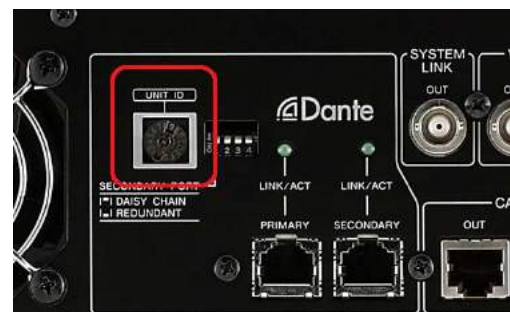 UNIT ID
Dante
ON
1 2 3 4
SECONDARY PORT
DAISY CHAIN
REDUNDANT
LINK/ACT
LINK/ACT
PRIMARY
SECONDARY
SYSTEM
LINK
OUT
OUT